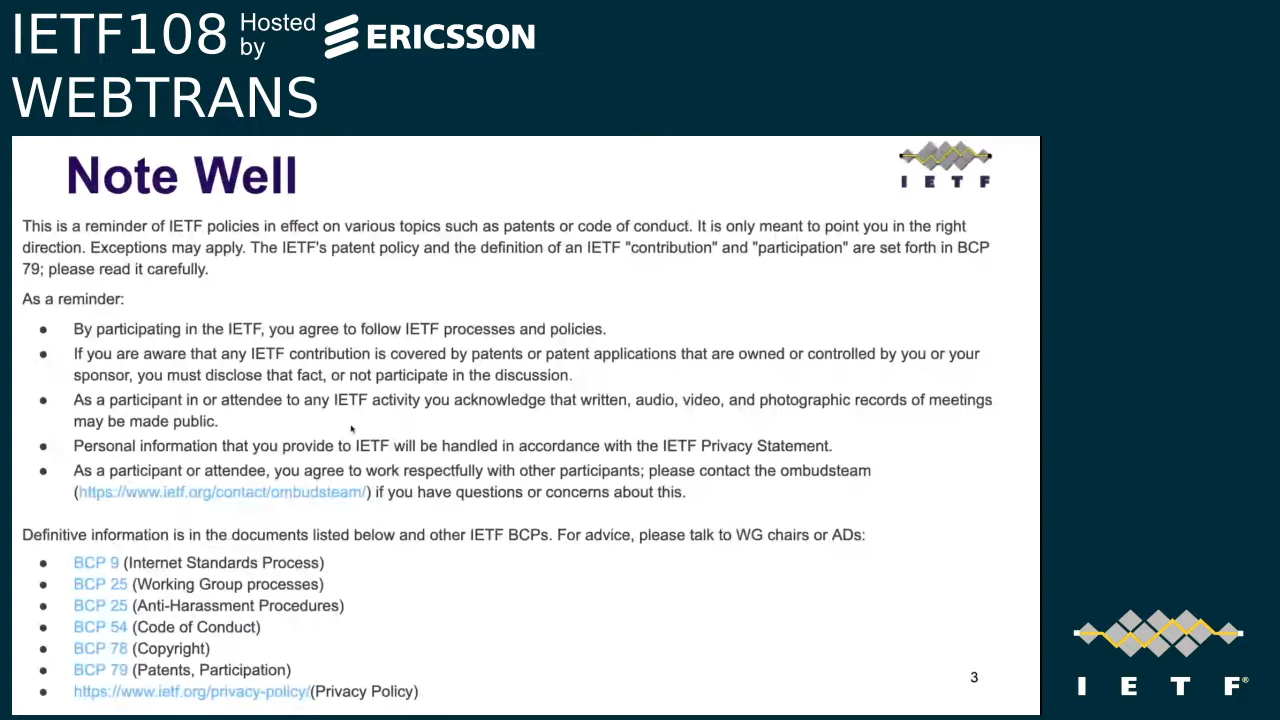 IETF108 Hosted by ERICSSON
WEBTRANS
Note Well
I E T F
This is a reminder of IETF policies in effect on various topics such as patents or code of conduct. It is only meant to point you in the right
direction. Exceptions may apply. The IETF's patent policy and the definition of an IETF "contribution" and "participation" are set forth in BCP
79; please read it carefully.
As a reminder:
● By participating in the IETF, you agree to follow IETF processes and policies.
● If you are aware that any IETF contribution is covered by patents or patent applications that are owned or controlled by you or your
sponsor, you must disclose that fact, or not participate in the discussion.
● As a participant in or attendee to any IETF activity you acknowledge that written, audio, video, and photographic records of meetings
may be made public.
● Personal information that you provide to IETF will be handled in accordance with the IETF Privacy Statement.
● As a participant or attendee, you agree to work respectfully with other participants; please contact the ombudsteam
(https://www.ietf.org/contact/ombudsteam/) if you have questions or concerns about this.
Definitive information is in the documents listed below and other IETF BCPs. For advice, please talk to WG chairs or ADs:
● BCP 9 (Internet Standards Process)
● BCP 25 (Working Group processes)
● BCP 25 (Anti-Harassment Procedures)
● BCP 54 (Code of Conduct)
● BCP 78 (Copyright)
● BCP 79 (Patents, Participation)
● https://www.ietf.org/privacy-policy/(Privacy Policy)
3
I E T F®